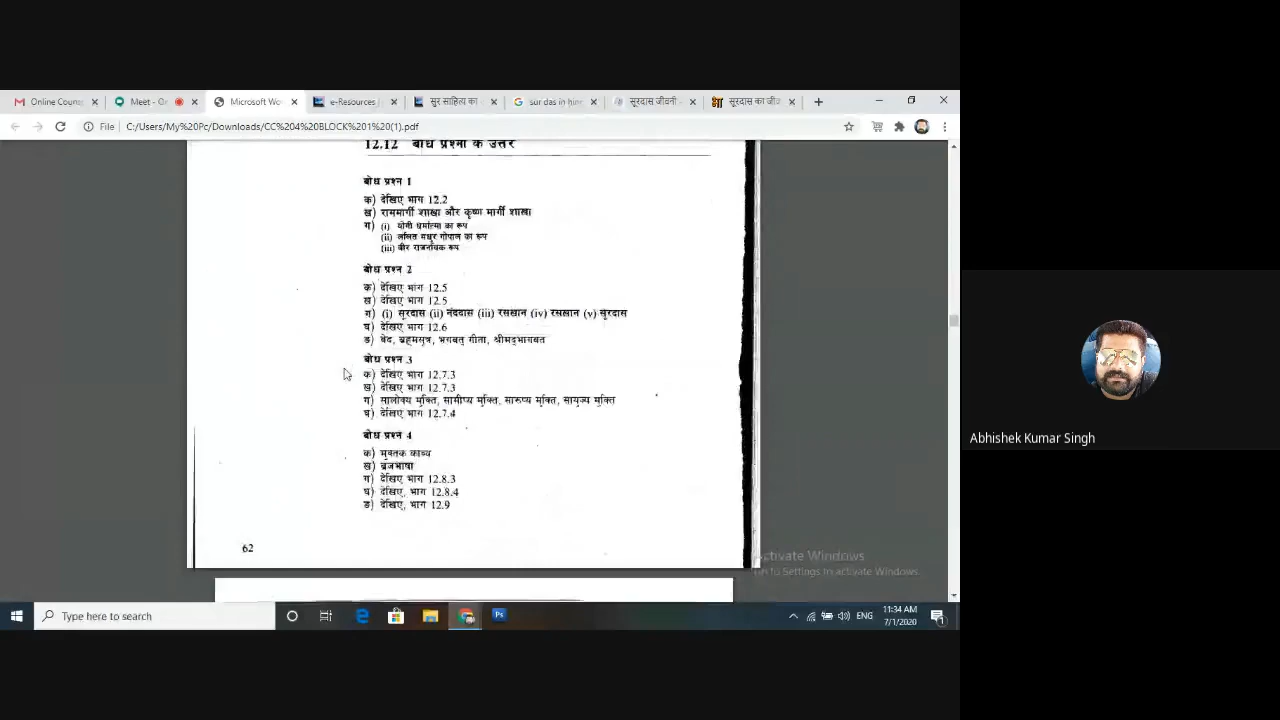 Online Couns
Meet - On
Microsoft Wo
e-Resources
सुर साहित्य का
sur das in hin
सूरदास जीवनी -
सूरदास का जीव
File C:/Users/My%20Pc/Downloads/CC%204%20BLOCK%201%20(1).pdf
12.12 बोध प्रश्नों के उत्तर
बोध प्रश्न 1
क) देखिए भाग 12.2
ख) राममार्गी शाखा और कृष्ण मार्गी शाखा
ग) (i) योगी धर्मात्मा का रूप
(ii) ललित मधुर गोपाल का रूप
(iii) वीर राजनयिक रूप
बोध प्रश्न 2
क) देखिए भाग 12.5
ख) देखिए भाग 12.5
ग) (i) सूरदास (ii) नंददास (iii) रसखान (iv) रसखान (v) सूरदास
घ) देखिए भाग 12.6
ङ) वेद, ब्रह्मसूत्र, भगवत् गीता, श्रीमद्भागवत
बोध प्रश्न 3
क) देखिए भाग 12.7.3
ख) देखिए भाग 12.7.3
ग) सालोक्य मुक्ति, सामीप्य मुक्ति, सारूप्य मुक्ति, सायुज्य मुक्ति
घ) देखिए भाग 12.7.4
बोध प्रश्न 4
क) मुक्तक काव्य
ख) ब्रजभाषा
ग) देखिए भाग 12.8.3
घ) देखिए, भाग 12.8.4
ङ) देखिए, भाग 12.9
62
Activate Windows
to Settings to activate Windows.
Abhishek Kumar Singh
Type here to search
Ps
ENG
11:34 AM
7/1/2020
1